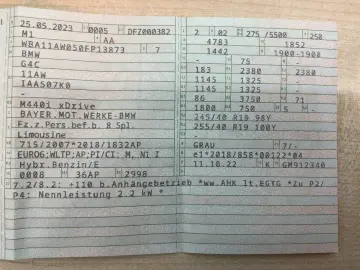 25.05.2023 0005 DFZ000382
M1 AA
WBA11AW050FP13873 7
BMW
G4C
11AW
IAAS07K0
-
M440i xDrive
BAYER.MOT.WERKE-BMW
Fz.z.Pers.bef.b. 8 Spl.
Limousine
715/2007*2018/1832AP
EURO6;WLTP;AP;PI/CI: M, N1 I
Hybr.Benzin/E
0008 36AP 2998
7.2/8.2: +110 b.Anhängebetrieb *ww.AHK lt.EGTG *Zu P2/
P4: Nennleistung 2.2 kW *
2 02 275 /5500 250
4783 1852
1442 1900-1900
- 75 -
183 2380 2380
1145 1325 -
1145 1325 -
86 3750 71
1800 750 5 -
245/40 R19 98Y
255/40 R19 100Y
-
GRAU 7/-
e1*2018/858*00122*04
11.10.22 K GM912340